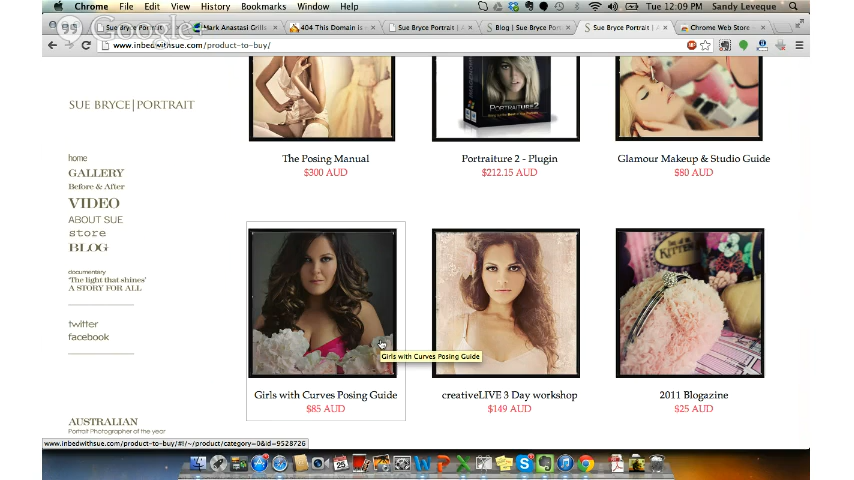 Chrome File Edit View History Bookmarks Window Help Tue 12:09 PM Sandy Leveque
Sue Bryce Portrait Mark Anastasi Grills 404 This Domain is Sue Bryce Portrait | Blog | Sue Bryce Port Sue Bryce Portrait | Chrome Web Store -
Google
www.inbedwithsue.com/product-to-buy/
SUE BRYCE|PORTRAIT
home
GALLERY
Before & After
VIDEO
ABOUT SUE
store
BLOG
documentary
'The light that shines'
A STORY FOR ALL
twitter
facebook
AUSTRALIAN
Portrait Photographer of the year
PORTRAITURE2
The Posing Manual
$300 AUD
Portraiture 2 - Plugin
$212.15 AUD
Glamour Makeup & Studio Guide
$80 AUD
KITTEN
Girls with Curves Posing Guide
Girls with Curves Posing Guide
$85 AUD
creativeLIVE 3 Day workshop
$149 AUD
2011 Blogazine
$25 AUD
www.inbedwithsue.com/product-to-buy/#!/~/product/category=0&id=9528726